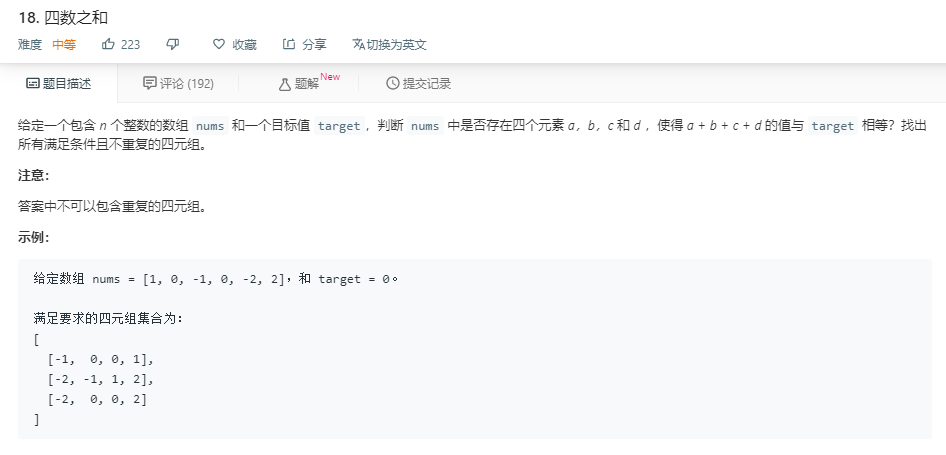 18. 四数之和
难度 中等 223 收藏 分享 切换为英文
题目描述 评论 (192) 题解 New 提交记录
给定一个包含 n 个整数的数组 nums 和一个目标值 target，判断 nums 中是否存在四个元素 a，b，c 和 d ，使得 a + b + c + d 的值与 target 相等？找出
所有满足条件且不重复的四元组。
注意：
答案中不可以包含重复的四元组。
示例：
给定数组 nums = [1, 0, -1, 0, -2, 2]，和 target = 0。
满足要求的四元组集合为：
[
[-1,  0, 0, 1],
[-2, -1, 1, 2],
[-2,  0, 0, 2]
]